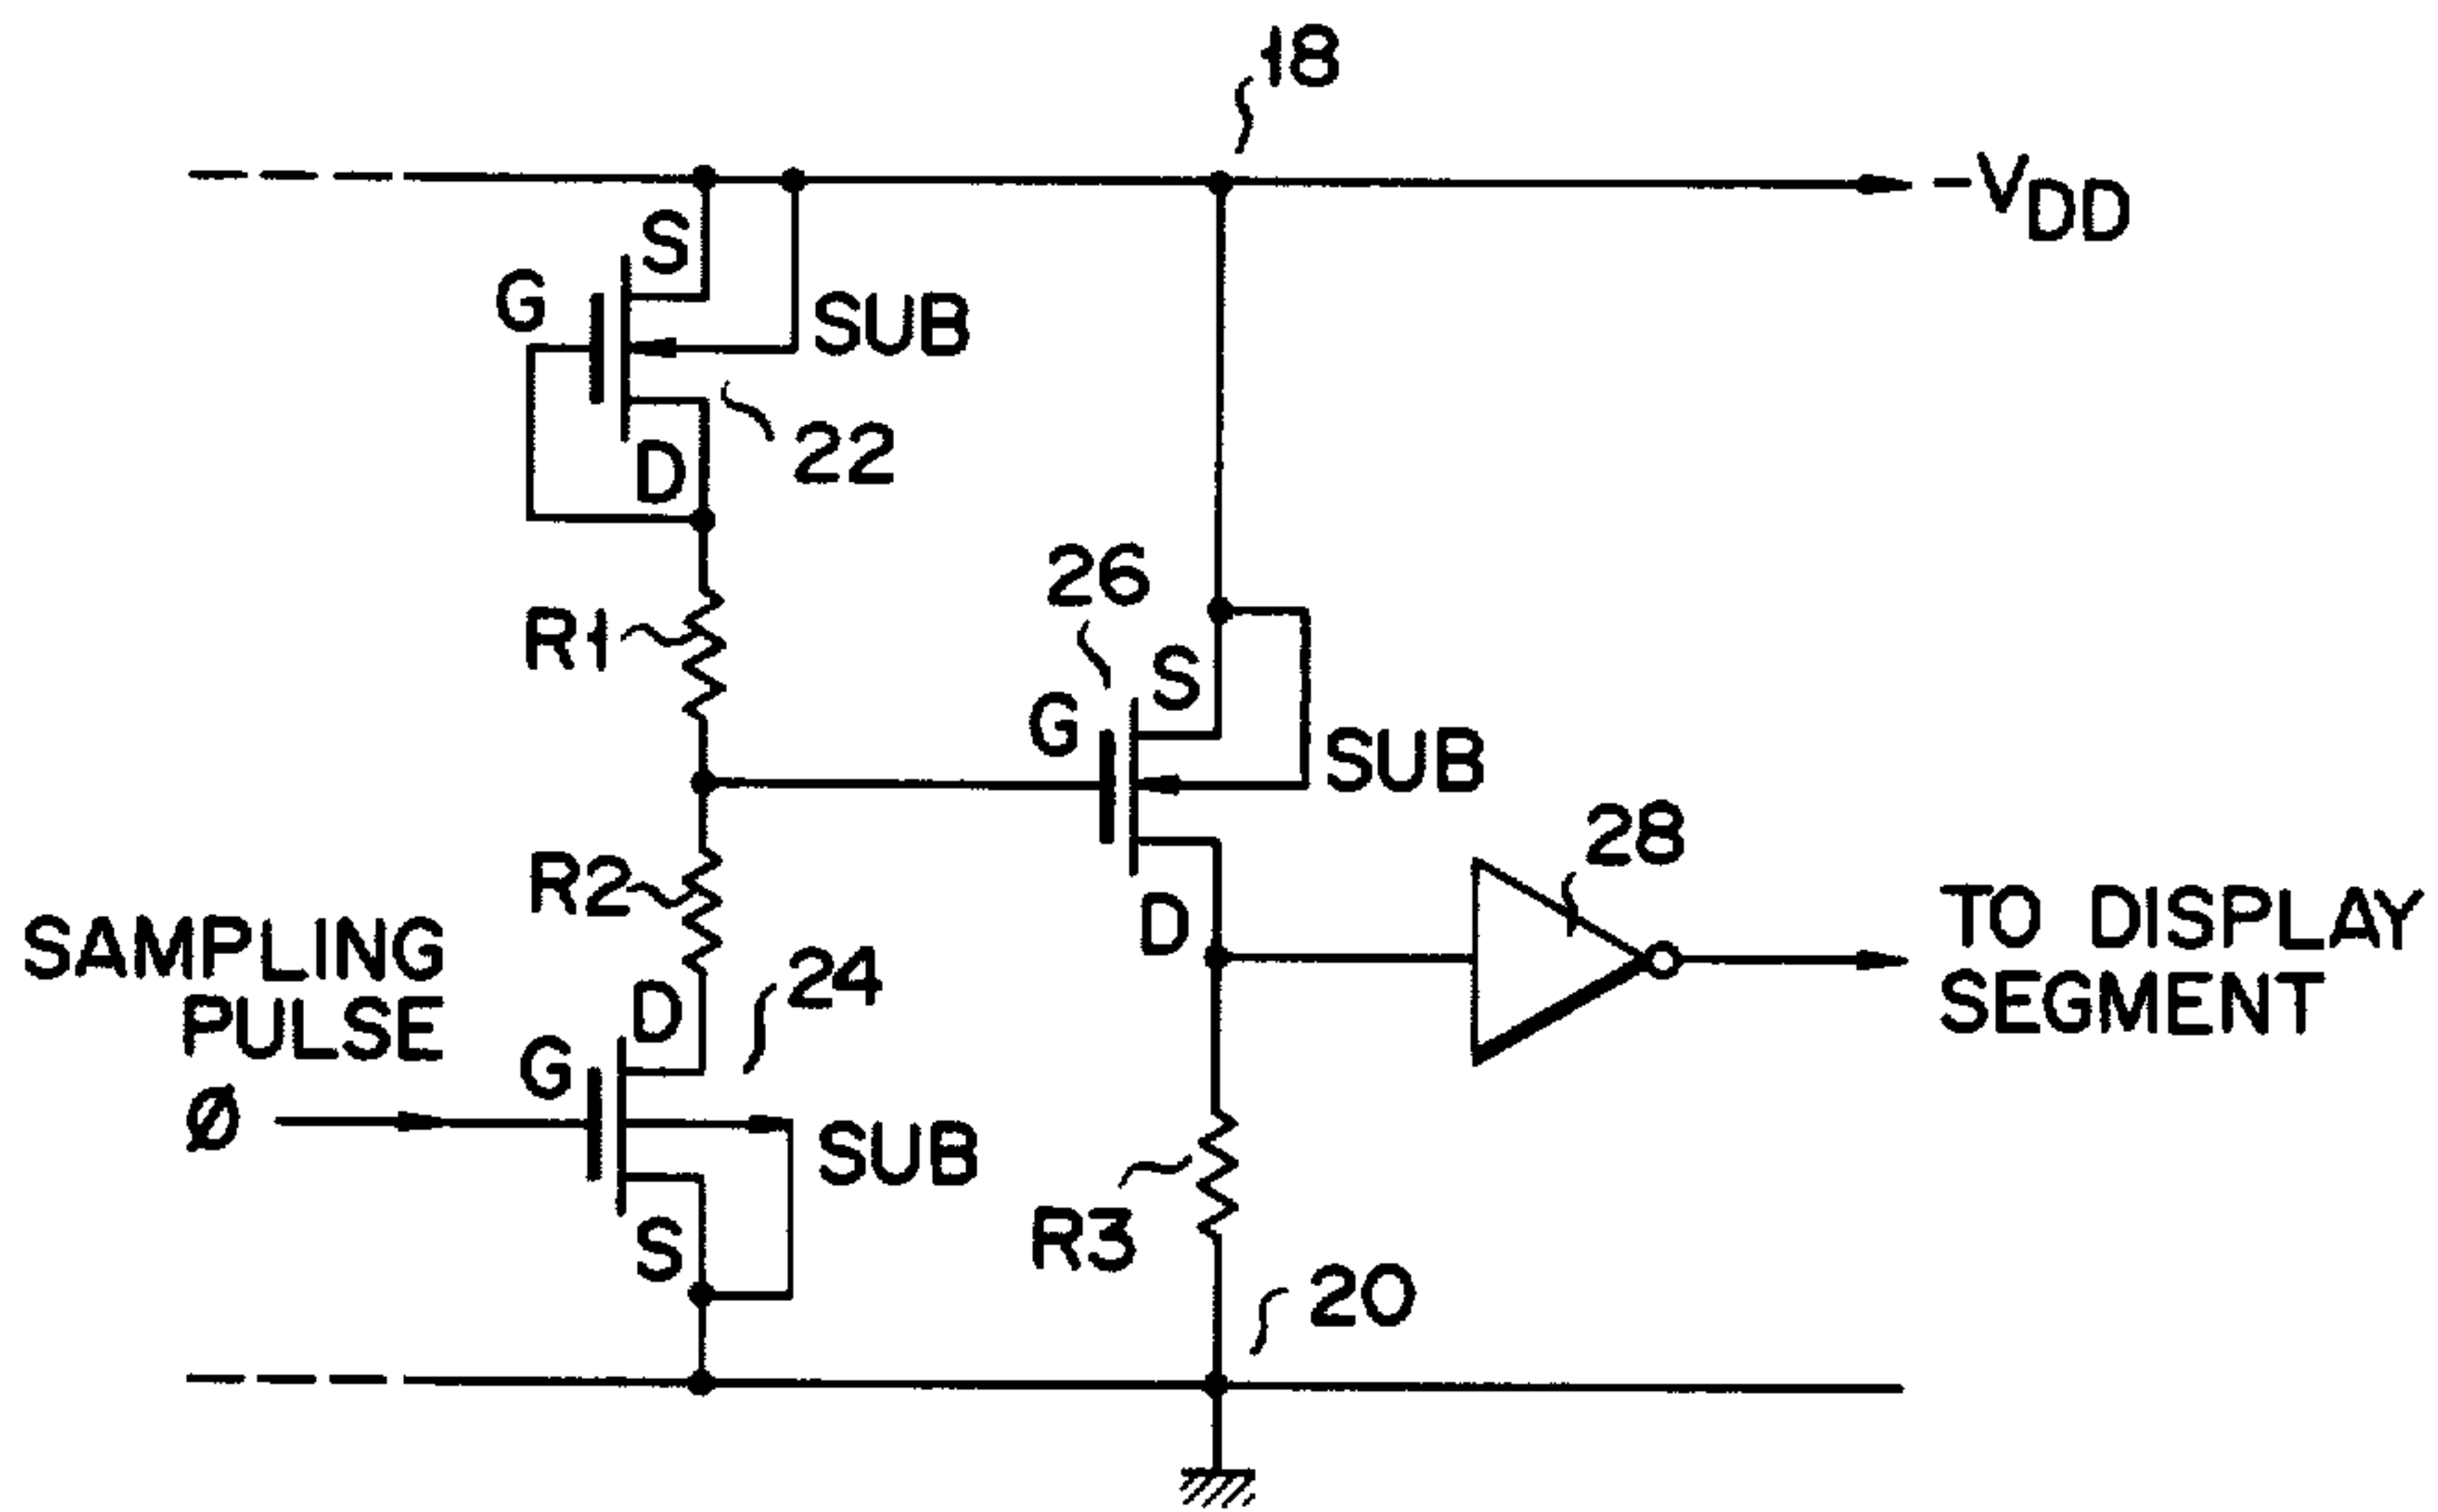 18
-VDD
S
G
SUB
22
D
26
R1
S
G
SUB
28
R2
D
TO DISPLAY
SEGMENT
SAMPLING
PULSE
24
D
G
Ø
SUB
S
R3
20